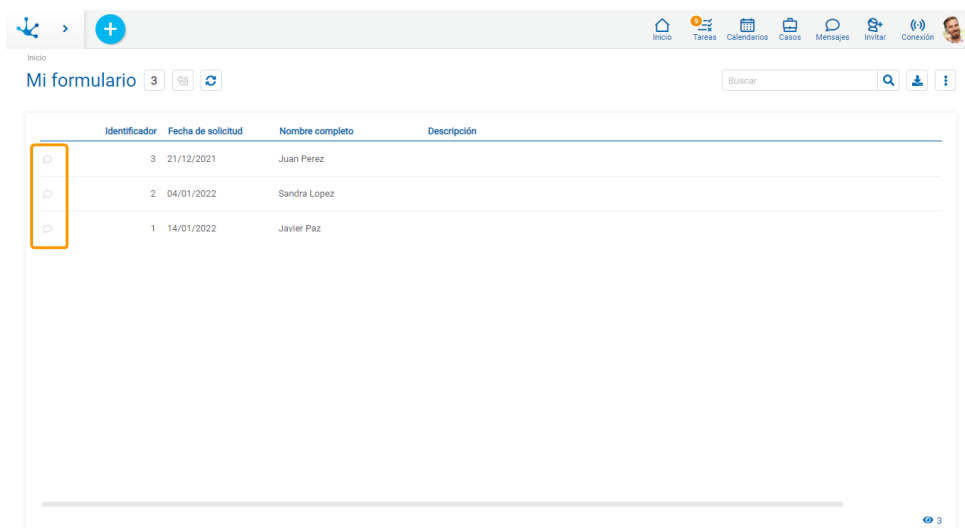 9
Inicio Tareas Calendarios Casos Mensajes Invitar Conexión
Inicio
Mi formulario 3 Buscar
Identificador Fecha de solicitud Nombre completo Descripción
3 21/12/2021 Juan Perez
2 04/01/2022 Sandra Lopez
1 14/01/2022 Javier Paz
3